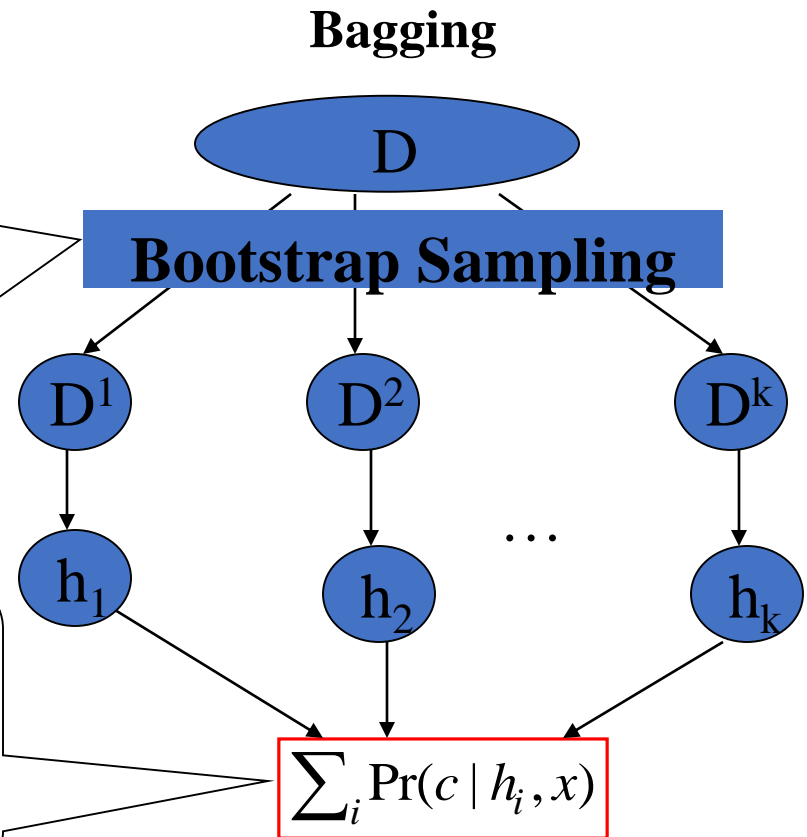 Bagging
D
Bootstrap Sampling
D¹ D² Dᵏ
…
h₁ h₂ hₖ
∑ᵢ Pr(c | hᵢ, x)